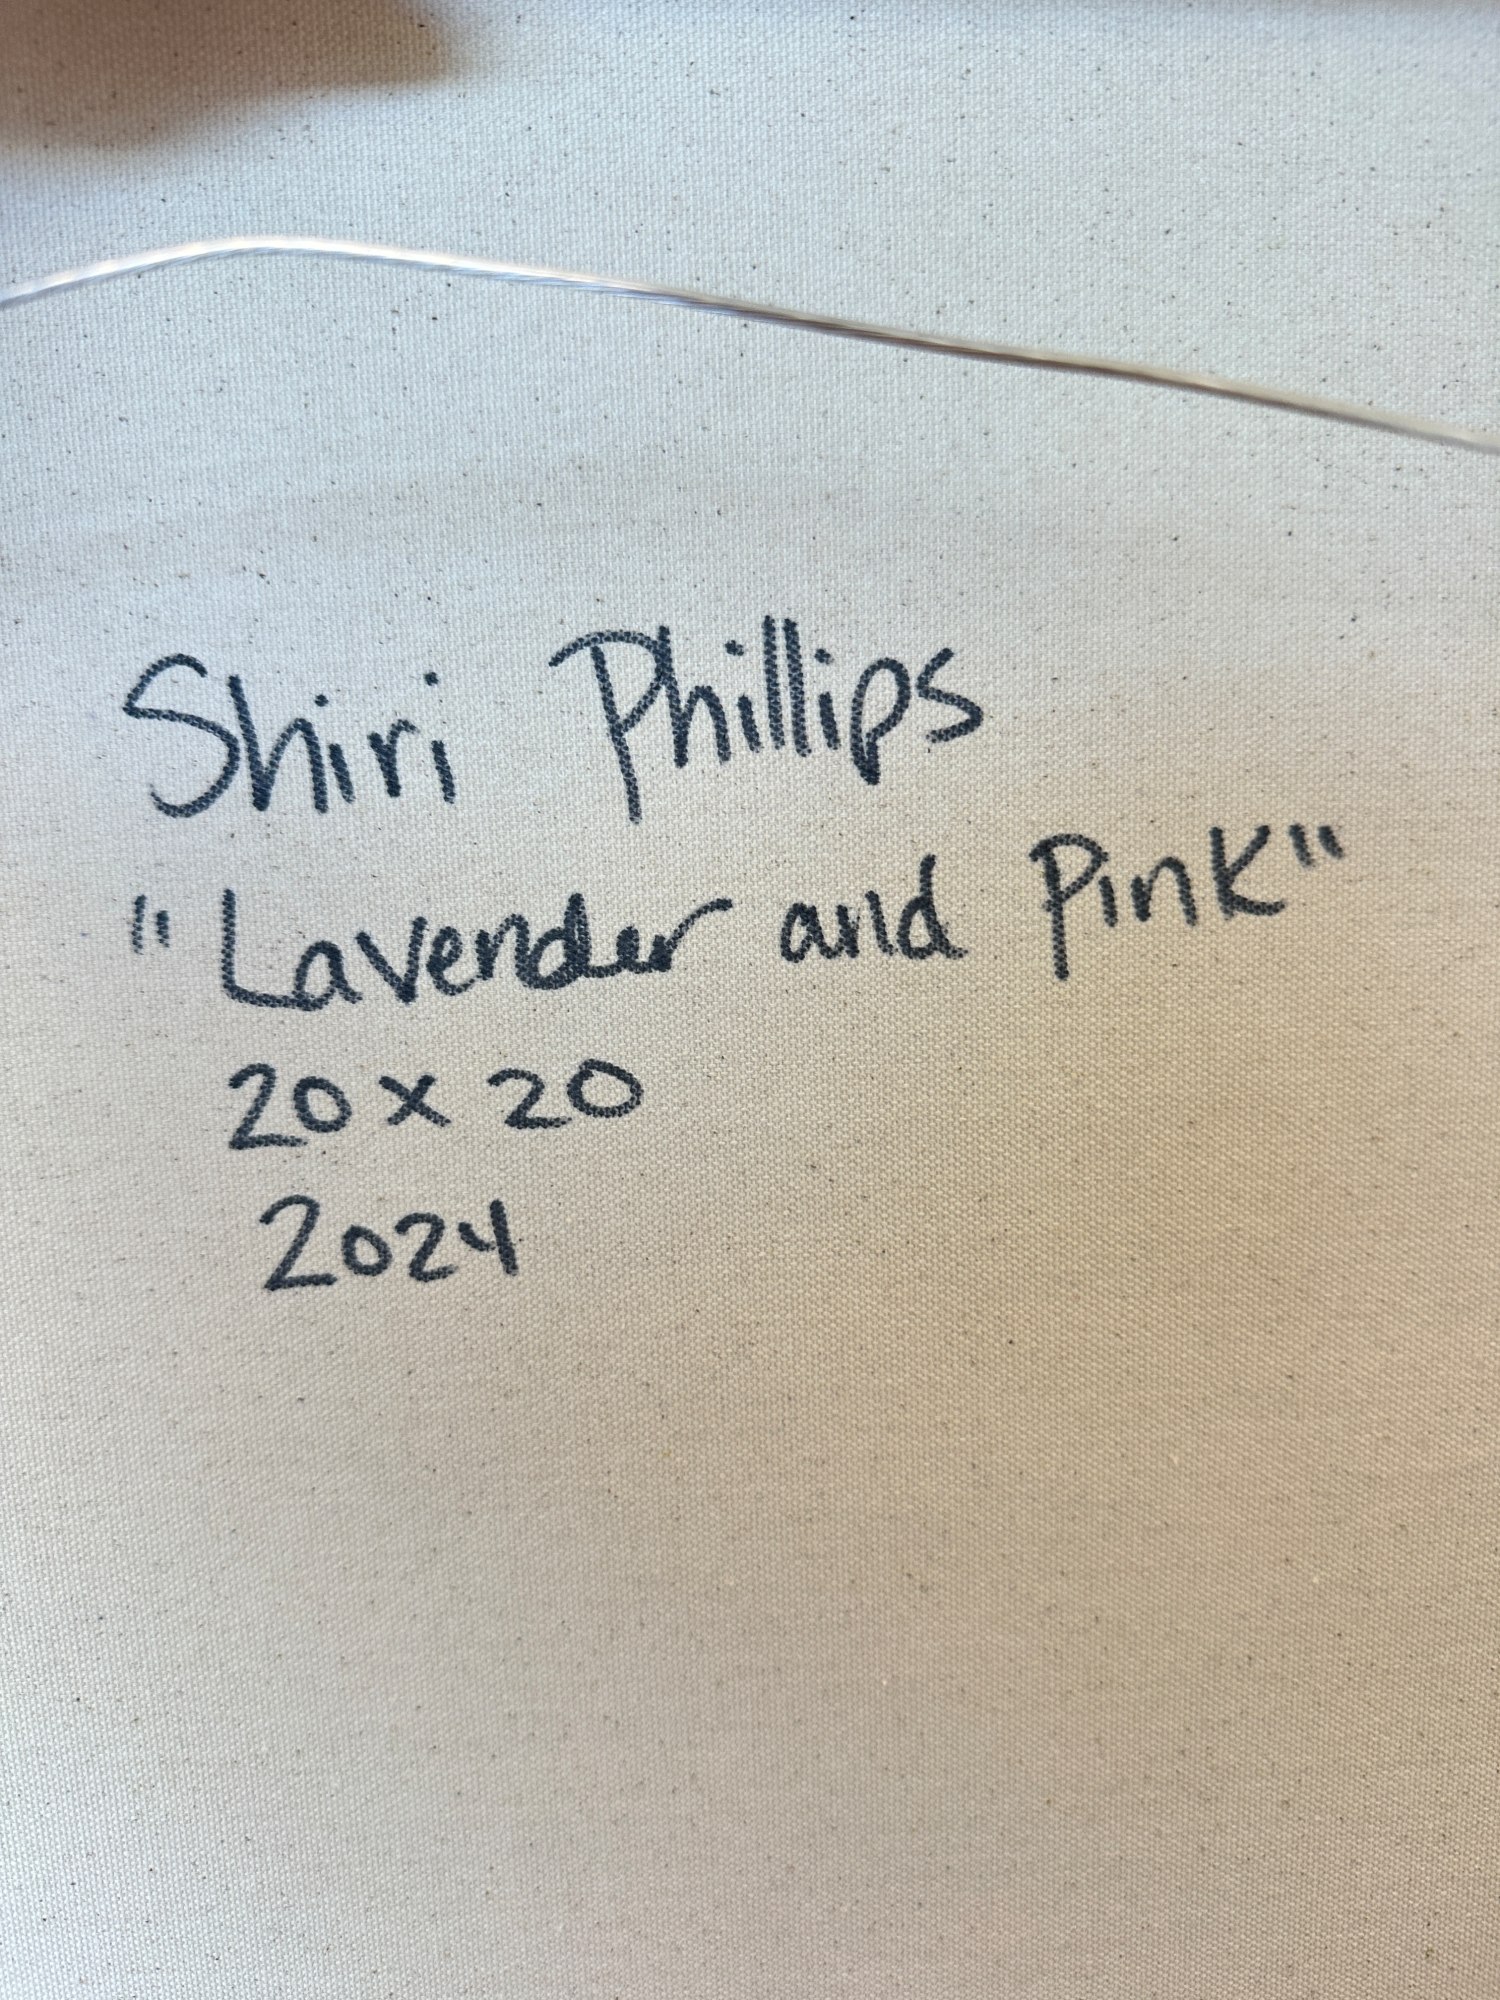 Shiri Phillips
"Lavender and Pink"
20 x 20
2024